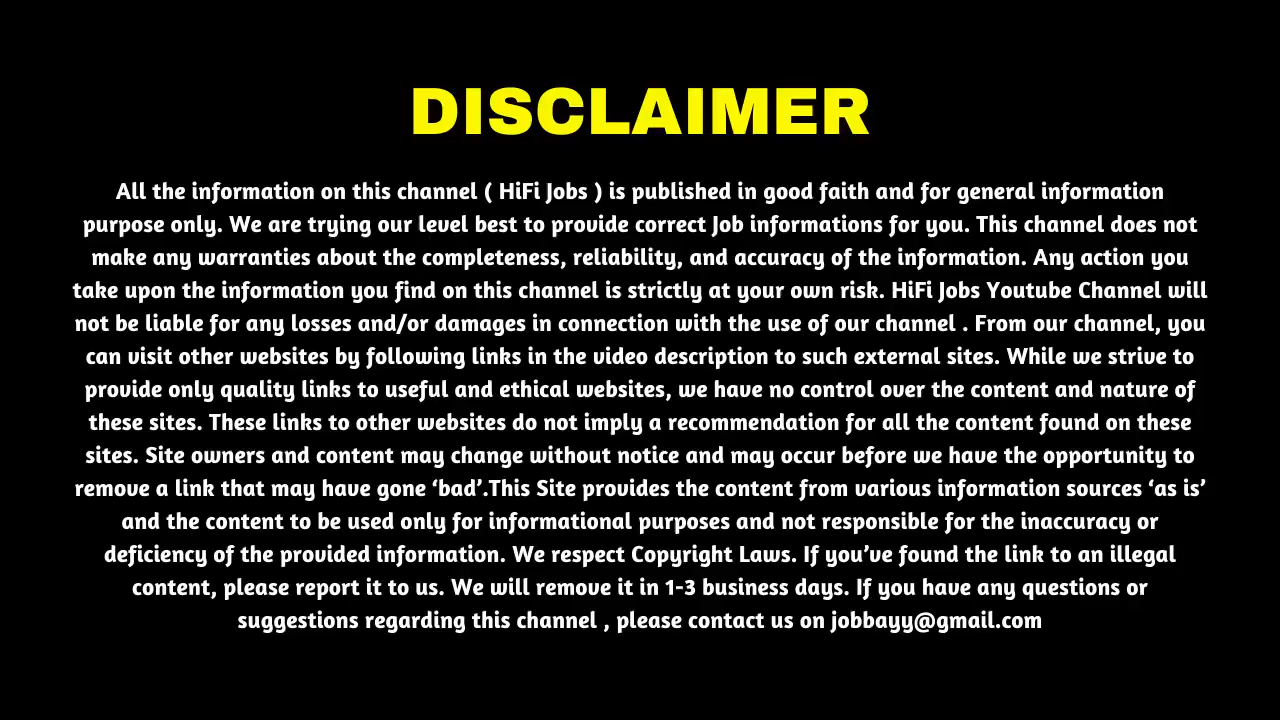 DISCLAIMER
All the information on this channel ( HiFi Jobs ) is published in good faith and for general information
purpose only. We are trying our level best to provide correct Job informations for you. This channel does not
make any warranties about the completeness, reliability, and accuracy of the information. Any action you
take upon the information you find on this channel is strictly at your own risk. HiFi Jobs Youtube Channel will
not be liable for any losses and/or damages in connection with the use of our channel . From our channel, you
can visit other websites by following links in the video description to such external sites. While we strive to
provide only quality links to useful and ethical websites, we have no control over the content and nature of
these sites. These links to other websites do not imply a recommendation for all the content found on these
sites. Site owners and content may change without notice and may occur before we have the opportunity to
remove a link that may have gone ‘bad’.This Site provides the content from various information sources ‘as is’
and the content to be used only for informational purposes and not responsible for the inaccuracy or
deficiency of the provided information. We respect Copyright Laws. If you’ve found the link to an illegal
content, please report it to us. We will remove it in 1-3 business days. If you have any questions or
suggestions regarding this channel , please contact us on jobbayy@gmail.com